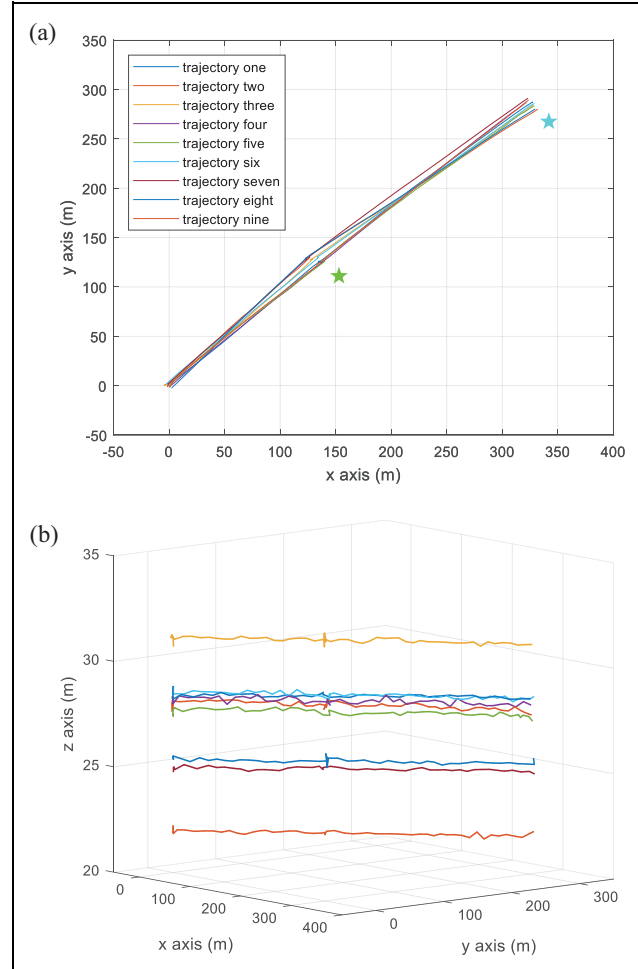 (a)
350
300
250
200
150
100
50
0
-50
y axis (m)
trajectory one
trajectory two
trajectory three
trajectory four
trajectory five
trajectory six
trajectory seven
trajectory eight
trajectory nine
-50 0 50 100 150 200 250 300 350 400
x axis (m)
(b)
35
30
25
20
z axis (m)
0 100 200 300 400
x axis (m)
0 100 200 300
y axis (m)